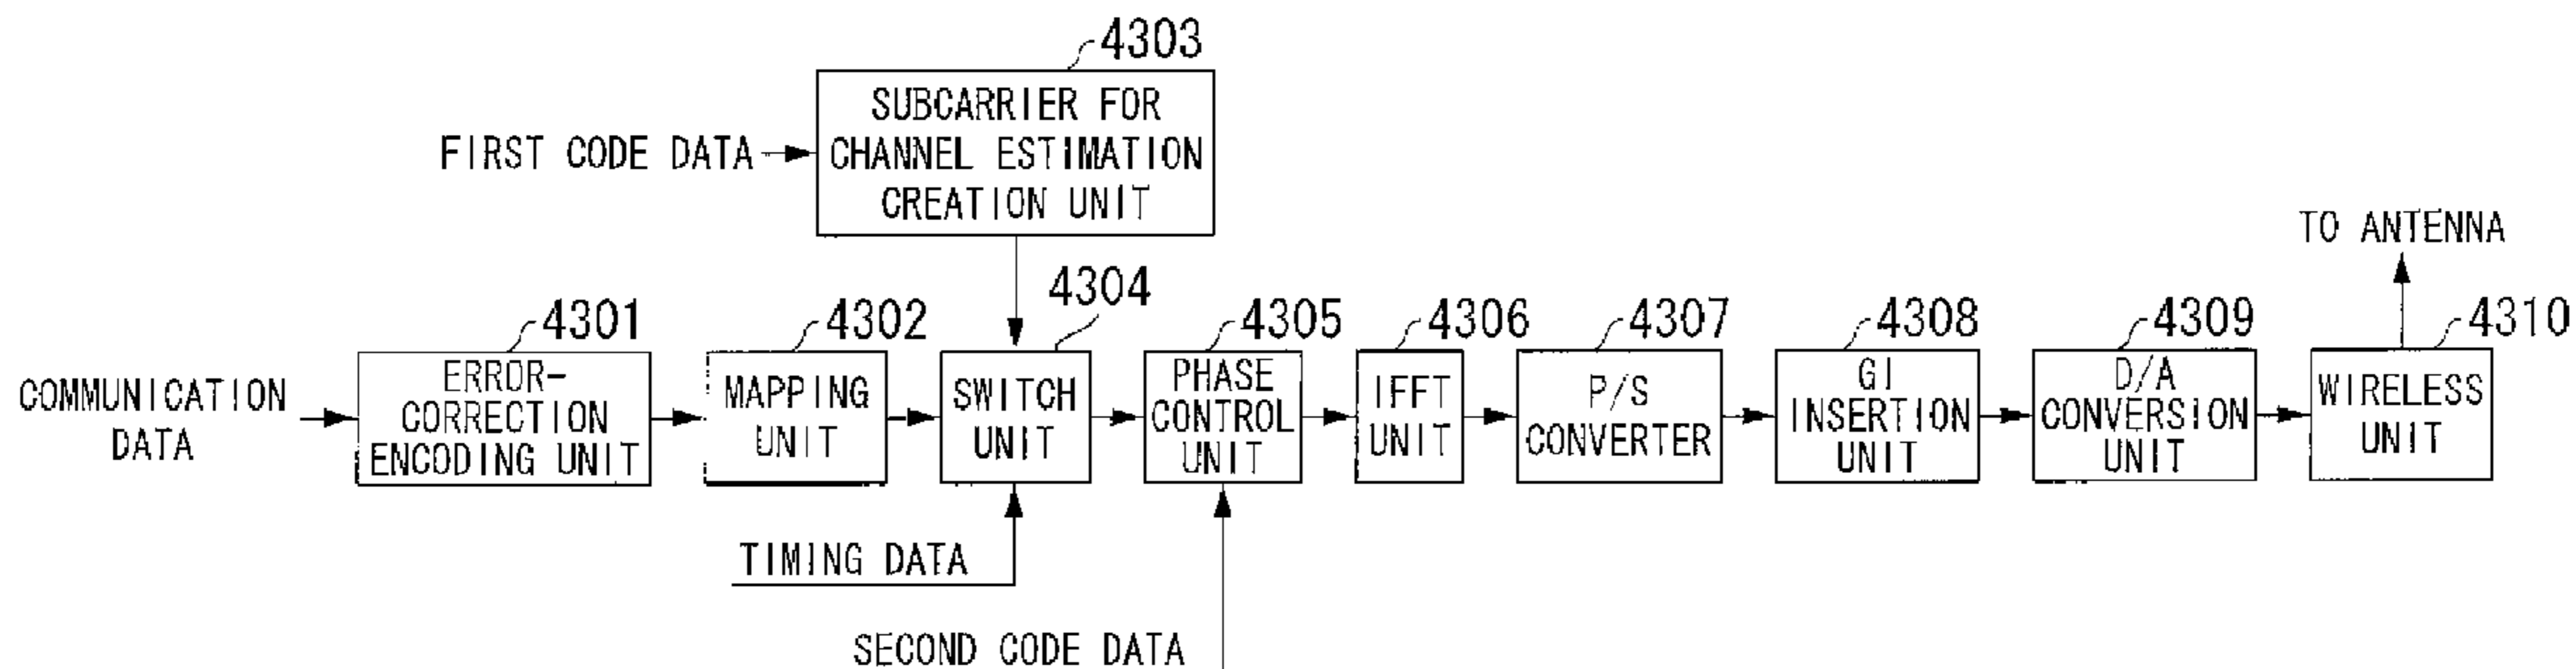 4303
SUBCARRIER FOR
CHANNEL ESTIMATION
CREATION UNIT
FIRST CODE DATA
TO ANTENNA
4301
4302
4304
4305
4306
4307
4308
4309
4310
COMMUNICATION
DATA
ERROR-
CORRECTION
ENCODING UNIT
MAPPING
UNIT
SWITCH
UNIT
PHASE
CONTROL
UNIT
IFFT
UNIT
P/S
CONVERTER
GI
INSERTION
UNIT
D/A
CONVERSION
UNIT
WIRELESS
UNIT
TIMING DATA
SECOND CODE DATA